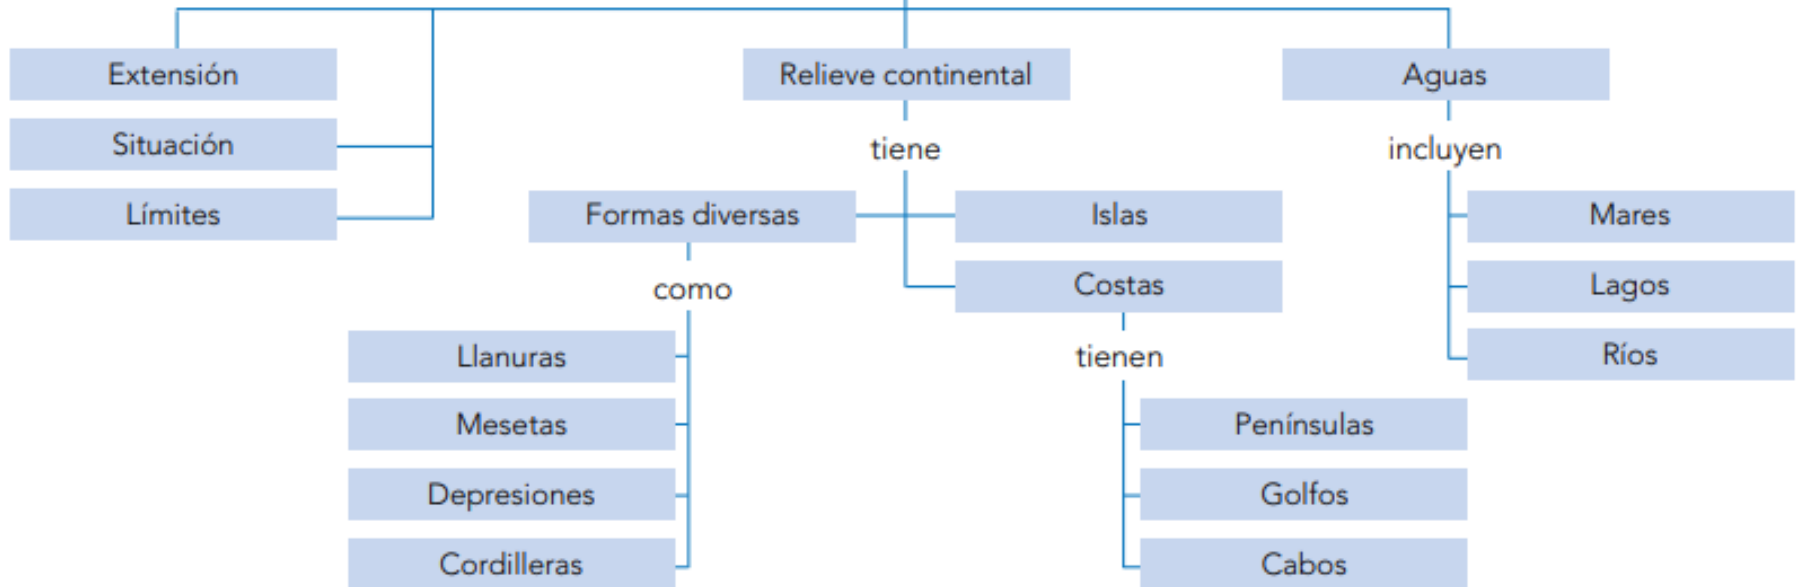 Extensión
Situación
Límites
Relieve continental
tiene
Formas diversas
como
Llanuras
Mesetas
Depresiones
Cordilleras
Islas
Costas
tienen
Penínsulas
Golfos
Cabos
Aguas
incluyen
Mares
Lagos
Ríos